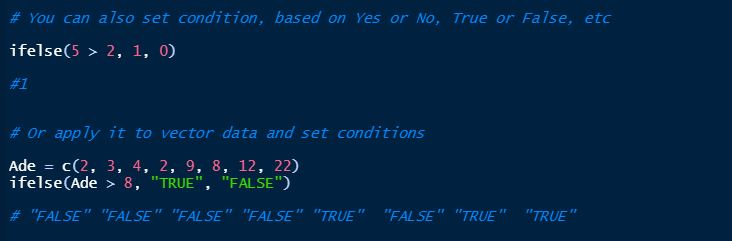 # You can also set condition, based on Yes or No, True or False, etc
ifelse(5 > 2, 1, 0)
#1
# Or apply it to vector data and set conditions
Ade = c(2, 3, 4, 2, 9, 8, 12, 22)
ifelse(Ade > 8, "TRUE", "FALSE")
# "FALSE" "FALSE" "FALSE" "FALSE" "TRUE"  "FALSE" "TRUE"  "TRUE"